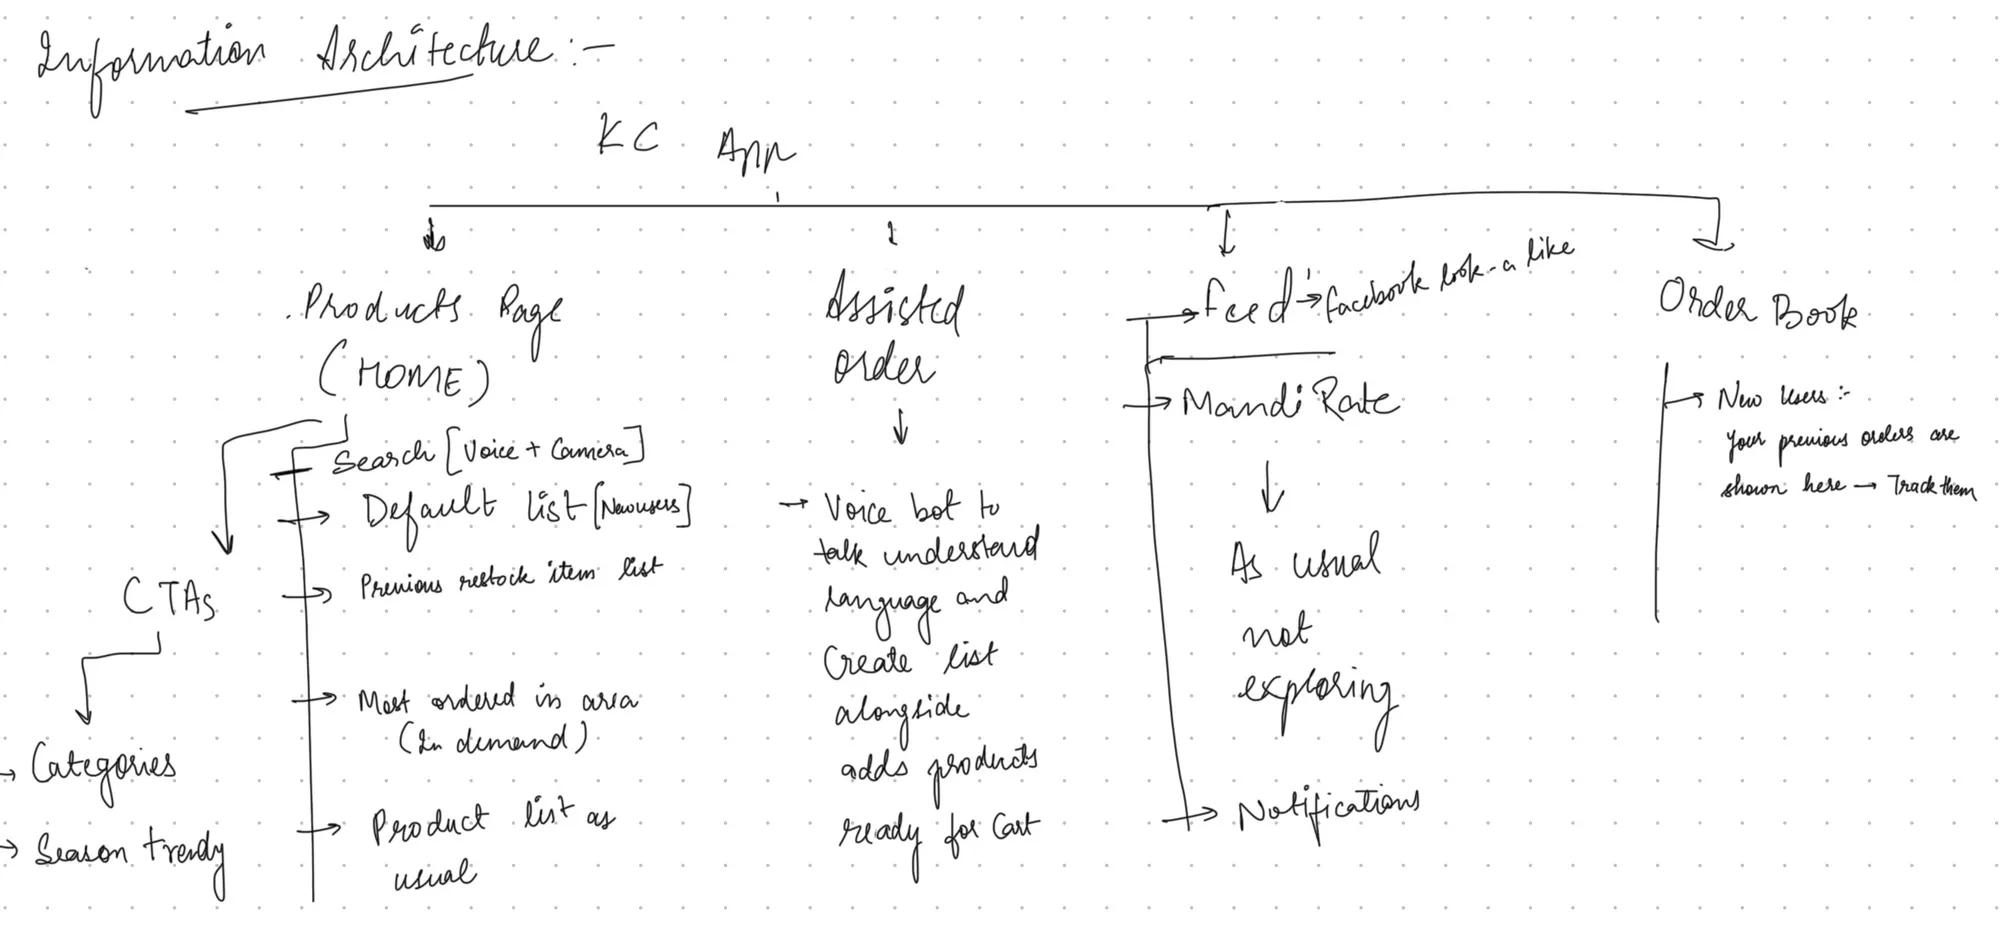 Information Architecture :-
KC App
Products Page
(HOME)
Search [Voice + Camera]
Default list [New users]
Previous restock item list
Most ordered in area
(In demand)
Product list as
usual
CTAs
→ Categories
→ Season trendy
Assisted
order
→ Voice bot to
talk understand
language and
Create list
alongside
adds products
ready for Cart
→ Feed → Facebook look-a like
→ Mandi Rate
As usual
not
exploring
→ Notifications
Order Book
→ New Users :-
Your previous orders are
shown here → Track them